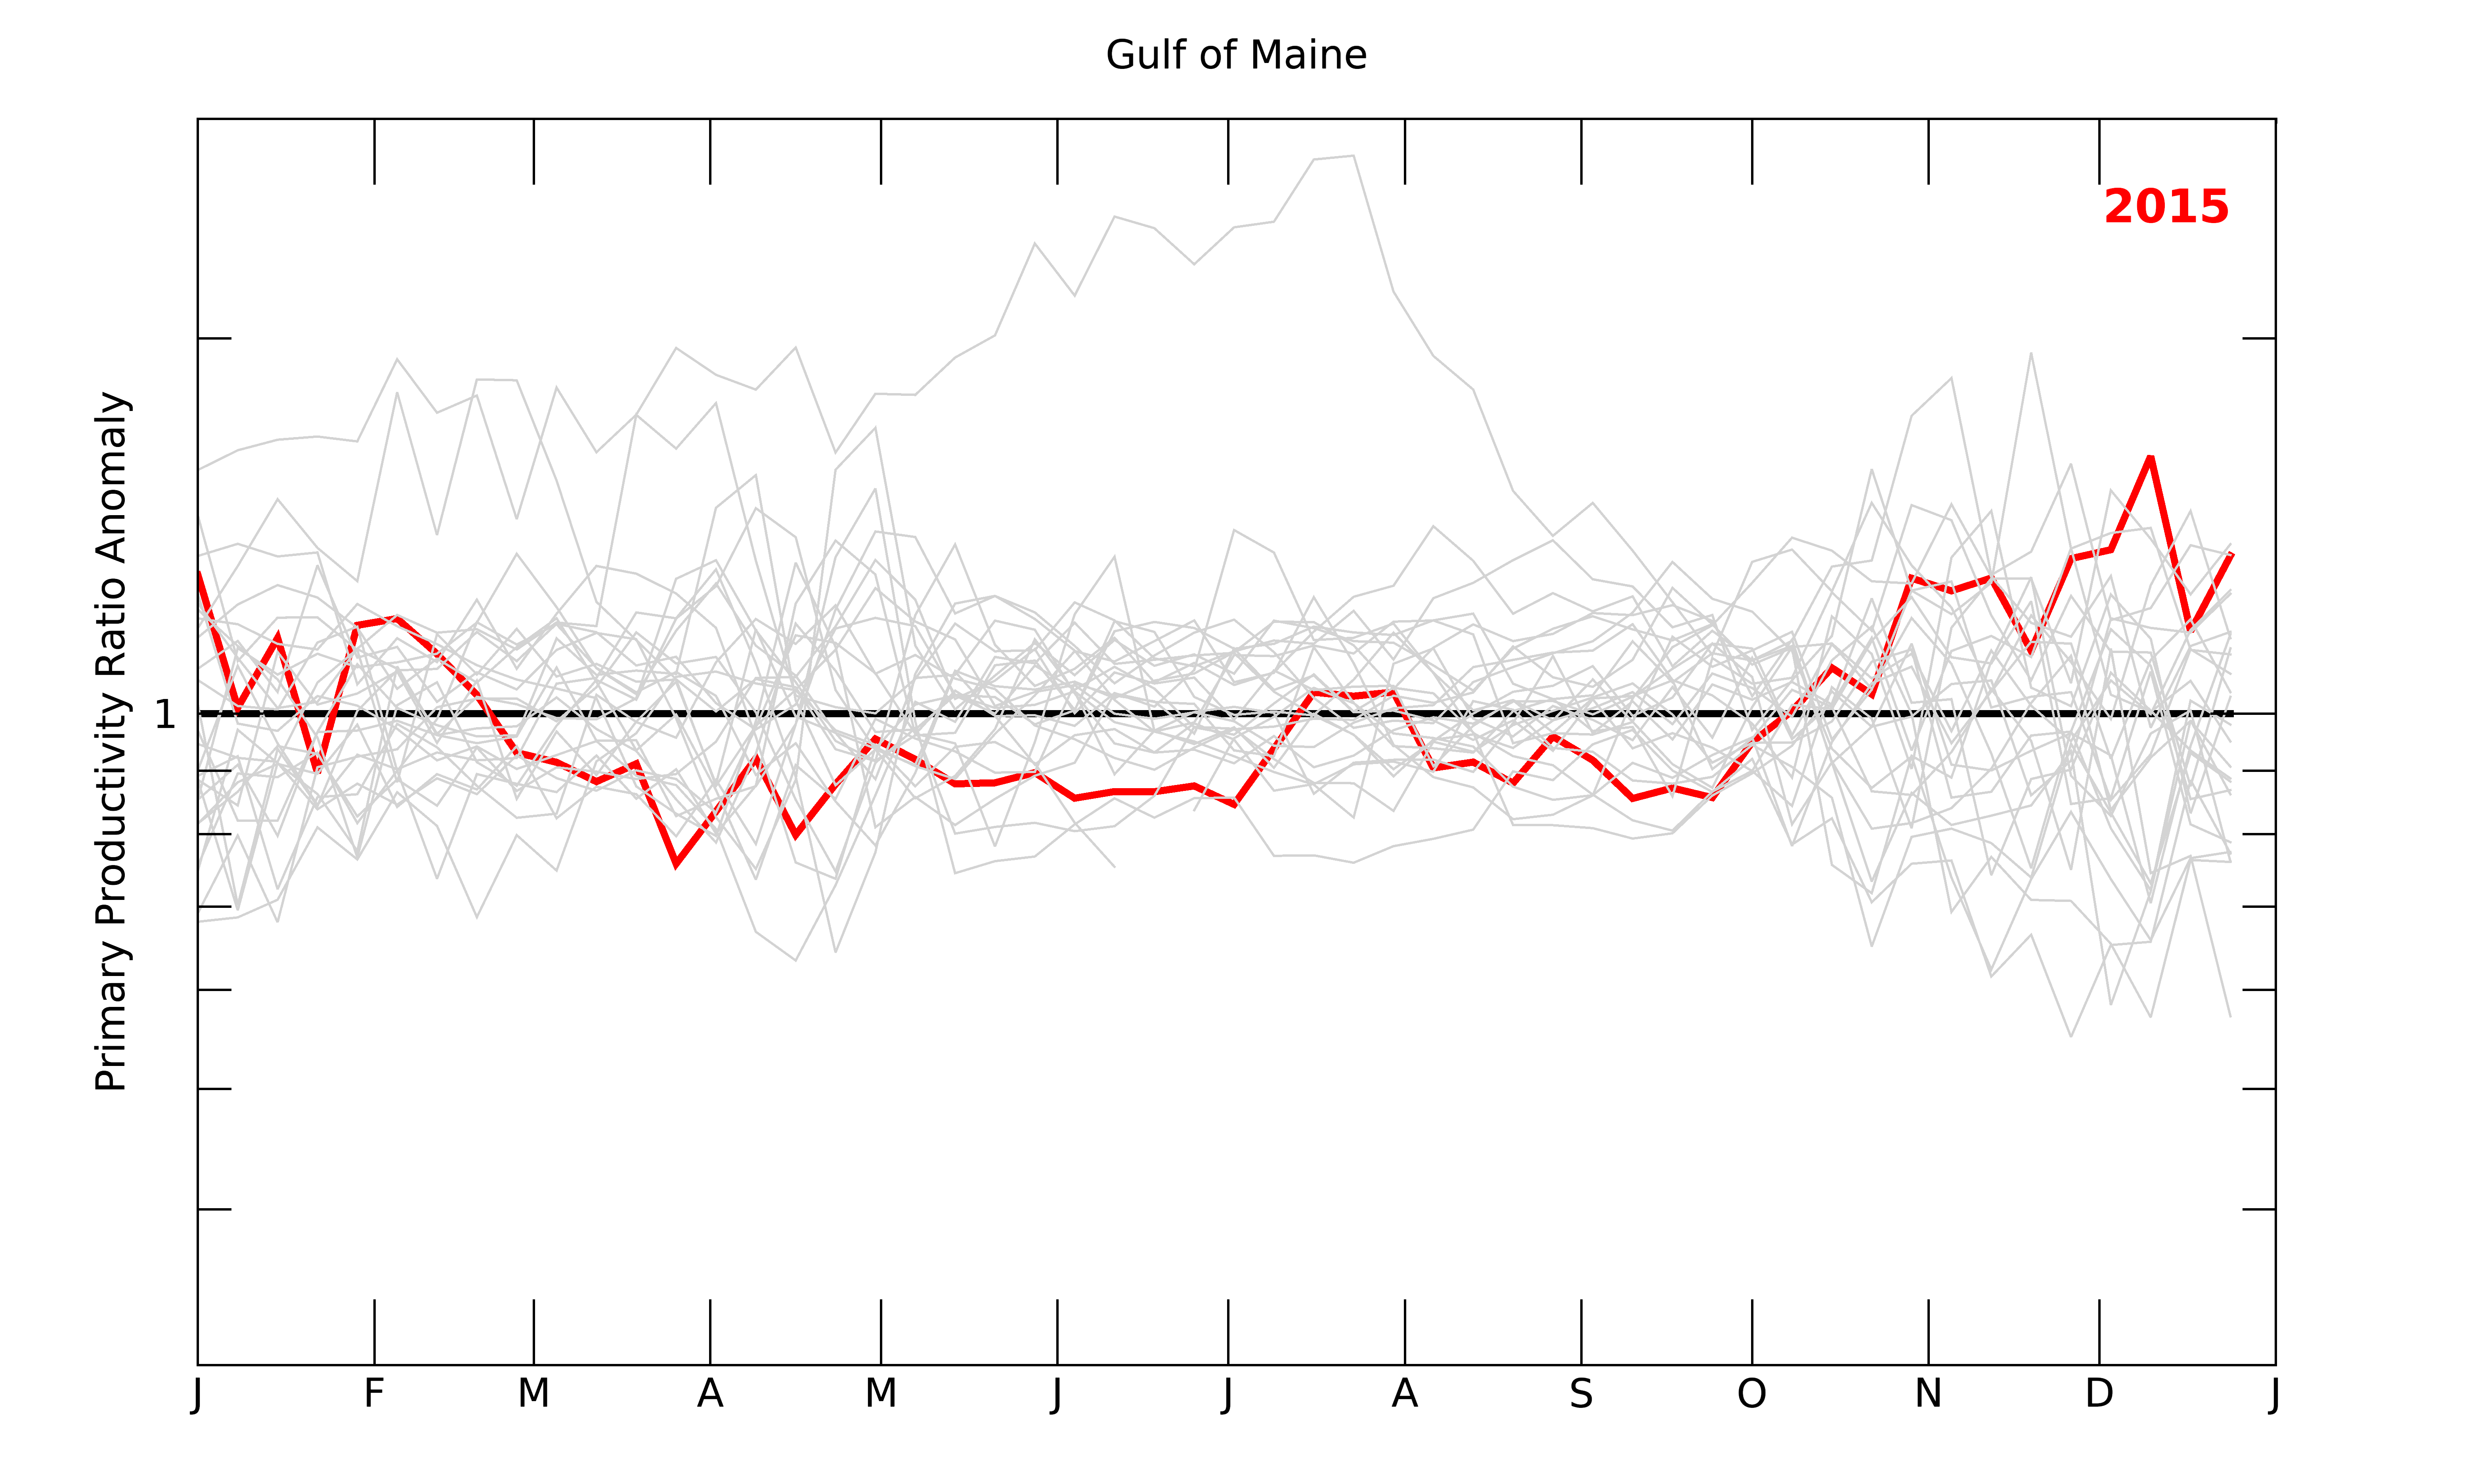 Gulf of Maine
2015
Primary Productivity Ratio Anomaly
1
J F M A M J J A S O N D J